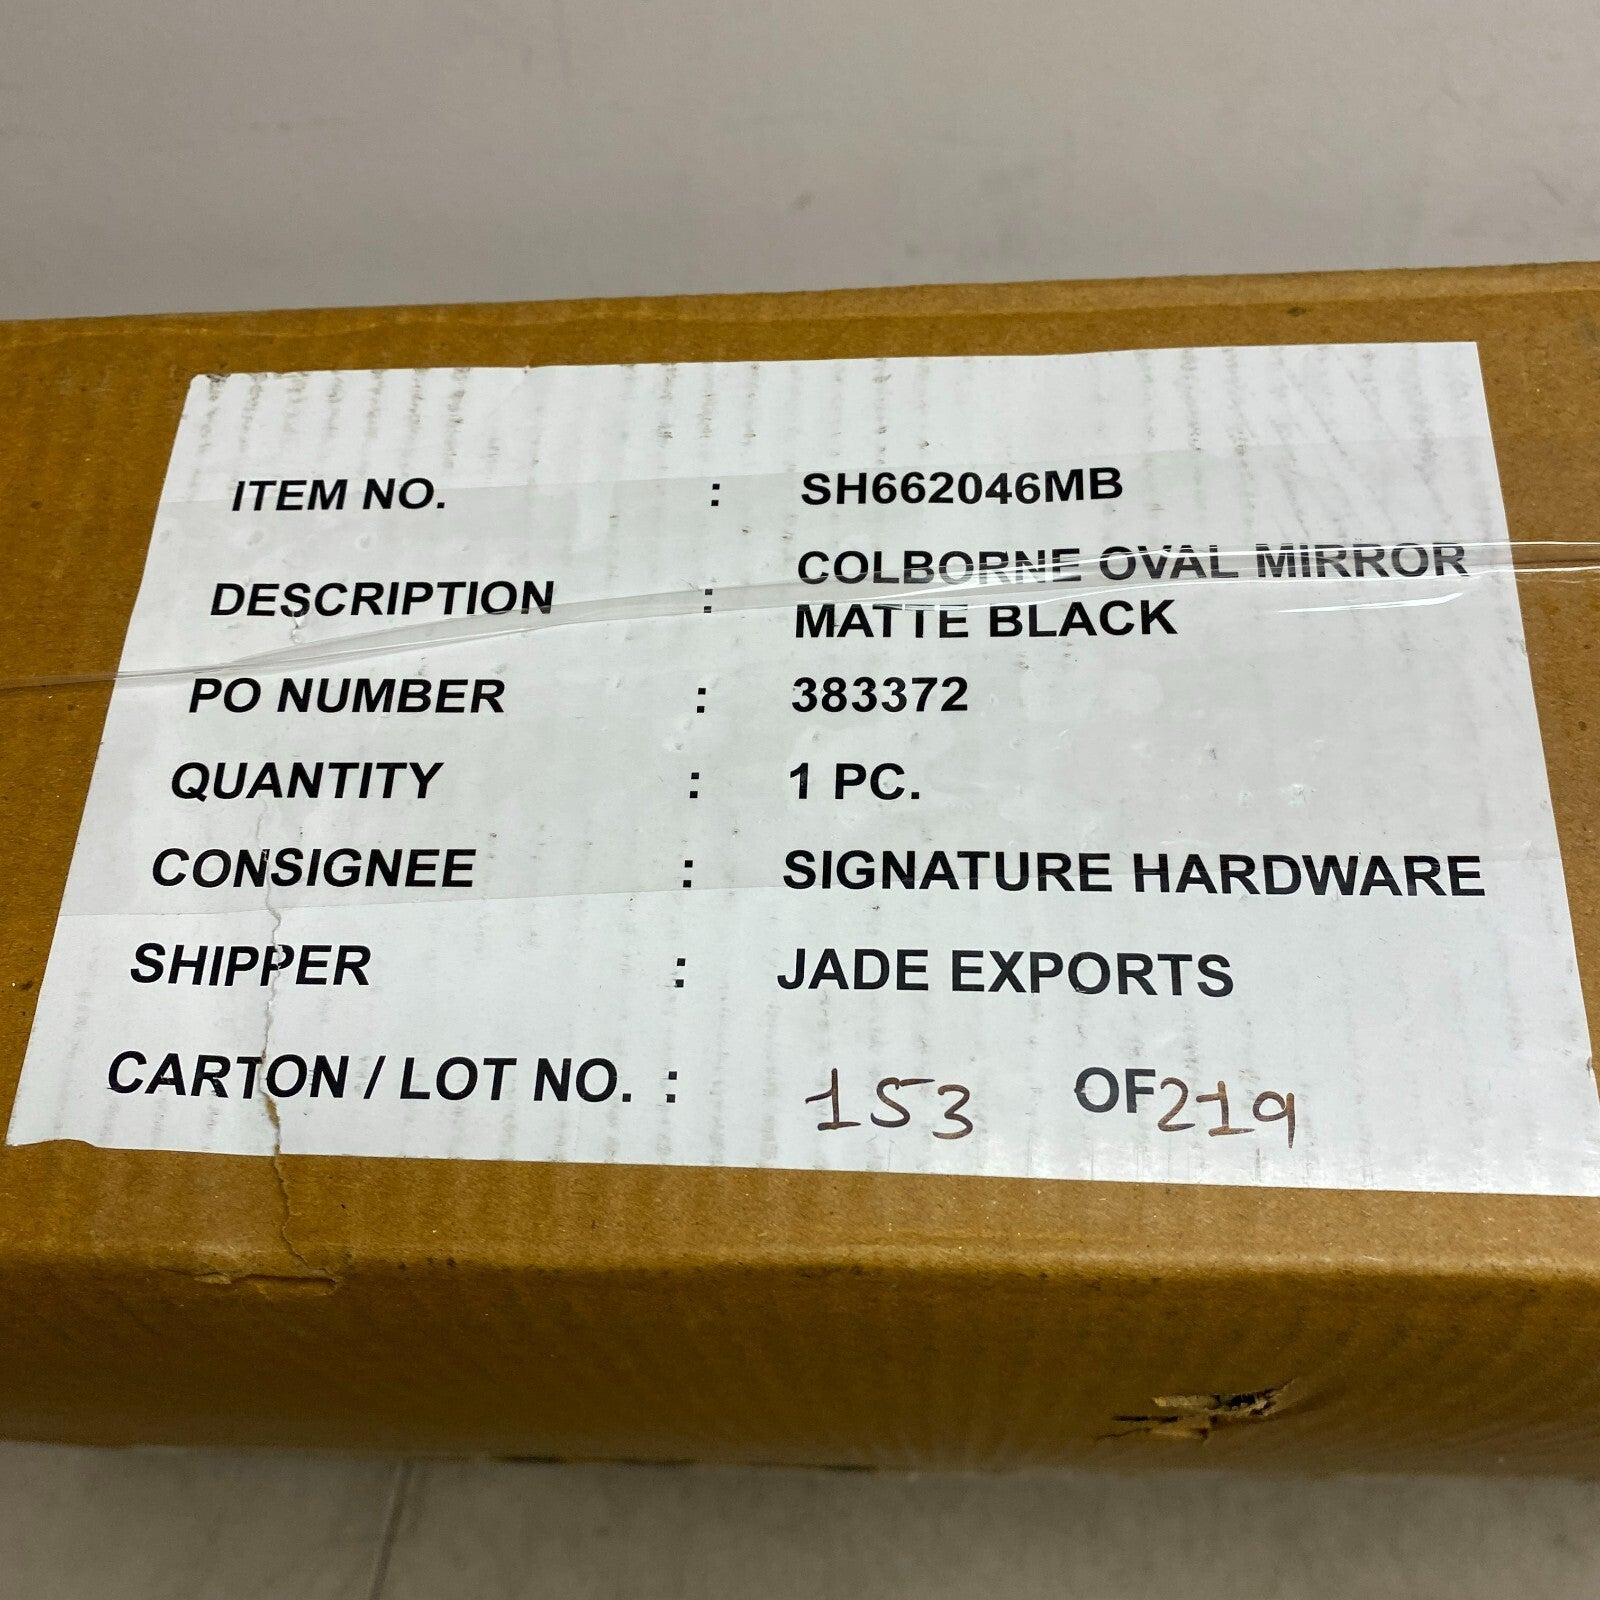 ITEM NO. : SH662046MB
DESCRIPTION : COLBORNE OVAL MIRROR
MATTE BLACK
PO NUMBER : 383372
QUANTITY : 1 PC.
CONSIGNEE : SIGNATURE HARDWARE
SHIPPER : JADE EXPORTS
CARTON / LOT NO. : 153 OF 219